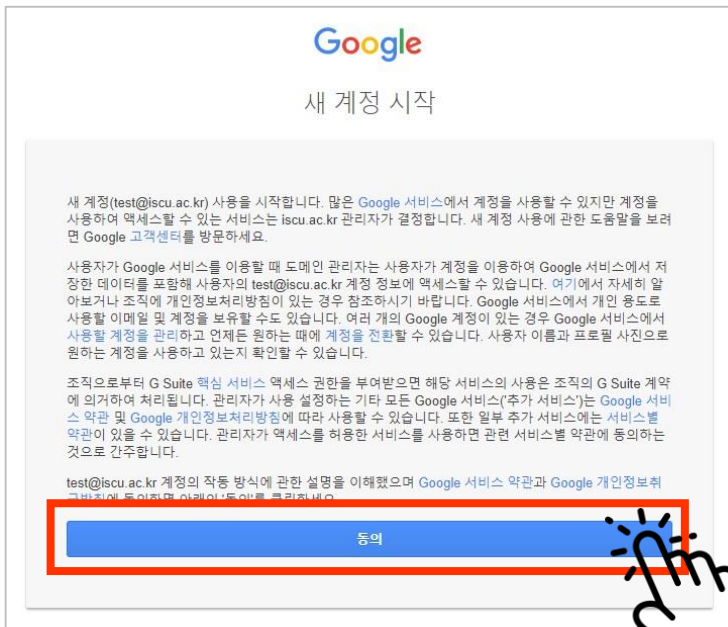 Google
새 계정 시작
새 계정(test@iscu.ac.kr) 사용을 시작합니다. 많은 Google 서비스에서 계정을 사용할 수 있지만 계정을
사용하여 액세스할 수 있는 서비스는 iscu.ac.kr 관리자가 결정합니다. 새 계정 사용에 관한 도움말을 보려
면 Google 고객센터를 방문하세요.
사용자가 Google 서비스를 이용할 때 도메인 관리자는 사용자가 계정을 이용하여 Google 서비스에서 저
장한 데이터를 포함해 사용자의 test@iscu.ac.kr 계정 정보에 액세스할 수 있습니다. 여기에서 자세히 알
아보거나 조직에 개인정보처리방침이 있는 경우 참조하시기 바랍니다. Google 서비스에서 개인 용도로
사용할 이메일 및 계정을 보유할 수도 있습니다. 여러 개의 Google 계정이 있는 경우 Google 서비스에서
사용할 계정을 관리하고 언제든 원하는 때에 계정을 전환할 수 있습니다. 사용자 이름과 프로필 사진으로
원하는 계정을 사용하고 있는지 확인할 수 있습니다.
조직으로부터 G Suite 핵심 서비스 액세스 권한을 부여받으면 해당 서비스의 사용은 조직의 G Suite 계약
에 의거하여 처리됩니다. 관리자가 사용 설정하는 기타 모든 Google 서비스('추가 서비스')는 Google 서비
스 약관 및 Google 개인정보처리방침에 따라 사용할 수 있습니다. 또한 일부 추가 서비스에는 서비스별
약관이 있을 수 있습니다. 관리자가 액세스를 허용한 서비스를 사용하면 관련 서비스별 약관에 동의하는
것으로 간주합니다.
test@iscu.ac.kr 계정의 작동 방식에 관한 설명을 이해했으며 Google 서비스 약관과 Google 개인정보취
급방침에 동의하면 아래의 '동의'를 클릭하세요
동의